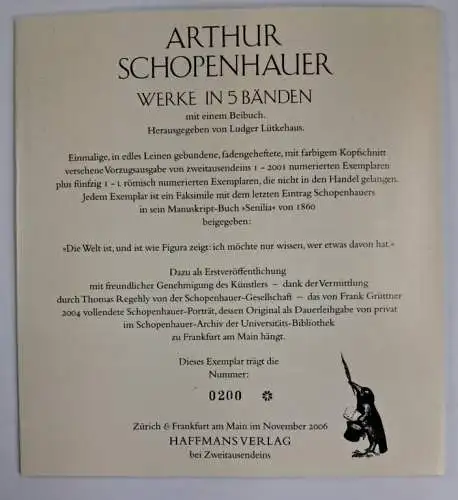 ARTHUR
SCHOPENHAUER
WERKE IN 5 BÄNDEN
mit einem Beibuch.
Herausgegeben von Ludger Lütkehaus.
Einmalige, in edles Leinen gebundene, fadengeheftete, mit farbigem Kopfschnitt
versehene Vorzugsausgabe von zweitausendeins 1 – 2001 numerierten Exemplaren
plus fünfzig I – L römisch numerierten Exemplaren, die nicht in den Handel gelangen.
Jedem Exemplar ist ein Faksimile mit dem letzten Eintrag Schopenhauers
in sein Manuskript-Buch »Senilia« von 1860
beigegeben:
»Die Welt ist, und ist wie Figura zeigt: ich möchte nur wissen, wer etwas davon hat.«
Dazu als Erstveröffentlichung
mit freundlicher Genehmigung des Künstlers – dank der Vermittlung
durch Thomas Regehly von der Schopenhauer-Gesellschaft – das von Frank Grüttner
2004 vollendete Schopenhauer-Porträt, dessen Original als Dauerleihgabe von privat
im Schopenhauer-Archiv der Universitäts-Bibliothek
zu Frankfurt am Main hängt.
Dieses Exemplar trägt die
Nummer:
0200 ✻
Zürich & Frankfurt am Main im November 2006
HAFFMANS VERLAG
bei Zweitausendeins